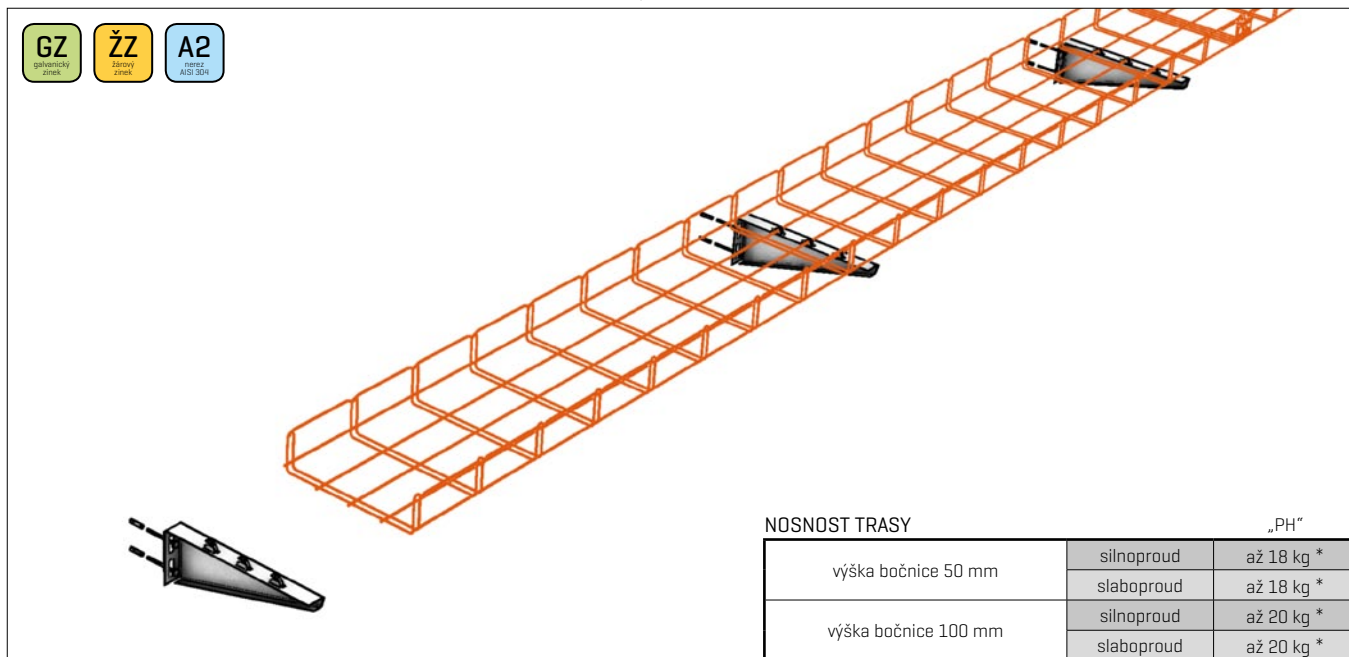 GZ
galvanický
zinek
ŽZ
žárový
zinek
A2
nerez
AISI 304
NOSNOST TRASY „PH“
výška bočnice 50 mm silnoproud až 18 kg *
slaboproud až 18 kg *
výška bočnice 100 mm silnoproud až 20 kg *
slaboproud až 20 kg *